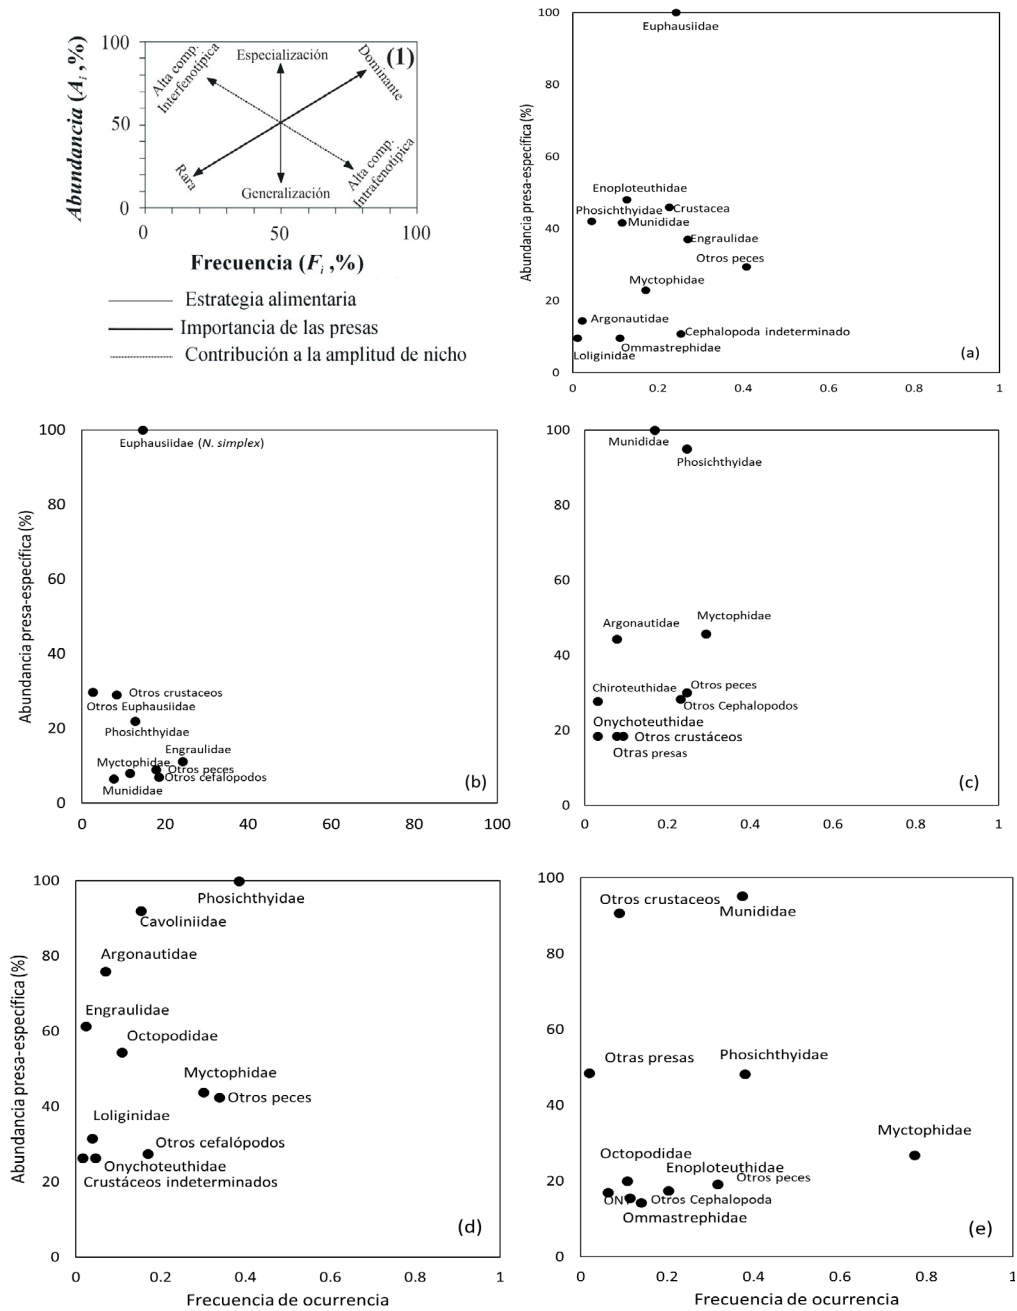 Abundancia (Ai ,%)
100
50
0
0
50
100
Alta comp.
Interfenotípica
Especialización
Dominante
(1)
Rara
Generalización
Alta comp.
Intrafenotípica
Frecuencia (Fi ,%)
Estrategia alimentaria
Importancia de las presas
Contribución a la amplitud de nicho
Abundancia presa-específica (%)
100
80
60
40
20
0
Euphausiidae
Enoploteuthidae
Phosichthyidae
Crustacea
Munididae
Engraulidae
Otros peces
Myctophidae
Argonautidae
Cephalopoda indeterminado
Ommastrephidae
Loliginidae
(a)
0 0.2 0.4 0.6 0.8 1
Abundancia presa-específica (%)
100
80
60
40
20
0
Euphausiidae (N. simplex)
Otros crustaceos
Otros Euphausiidae
Phosichthyidae
Engraulidae
Myctophidae
Otros peces
Otros cefalopodos
Munididae
(b)
0 20 40 60 80 100
100
80
60
40
20
0
Munididae
Phosichthyidae
Argonautidae
Myctophidae
Chiroteuthidae
Otros peces
Otros Cephalopodos
Onychoteuthidae
Otros crustáceos
Otras presas
(c)
0 0.2 0.4 0.6 0.8 1
Abundancia presa-específica (%)
100
80
60
40
20
0
Phosichthyidae
Cavoliniidae
Argonautidae
Engraulidae
Octopodidae
Myctophidae
Otros peces
Loliginidae
Otros cefalópodos
Onychoteuthidae
Crustáceos indeterminados
(d)
0 0.2 0.4 0.6 0.8 1
Frecuencia de ocurrencia
100
80
60
40
20
0
Otros crustaceos
Munididae
Otras presas
Phosichthyidae
Myctophidae
Octopodidae
Enoploteuthidae
Otros peces
Otros Cephalopoda
Ommastrephidae
(e)
0 0.2 0.4 0.6 0.8 1
Frecuencia de ocurrencia